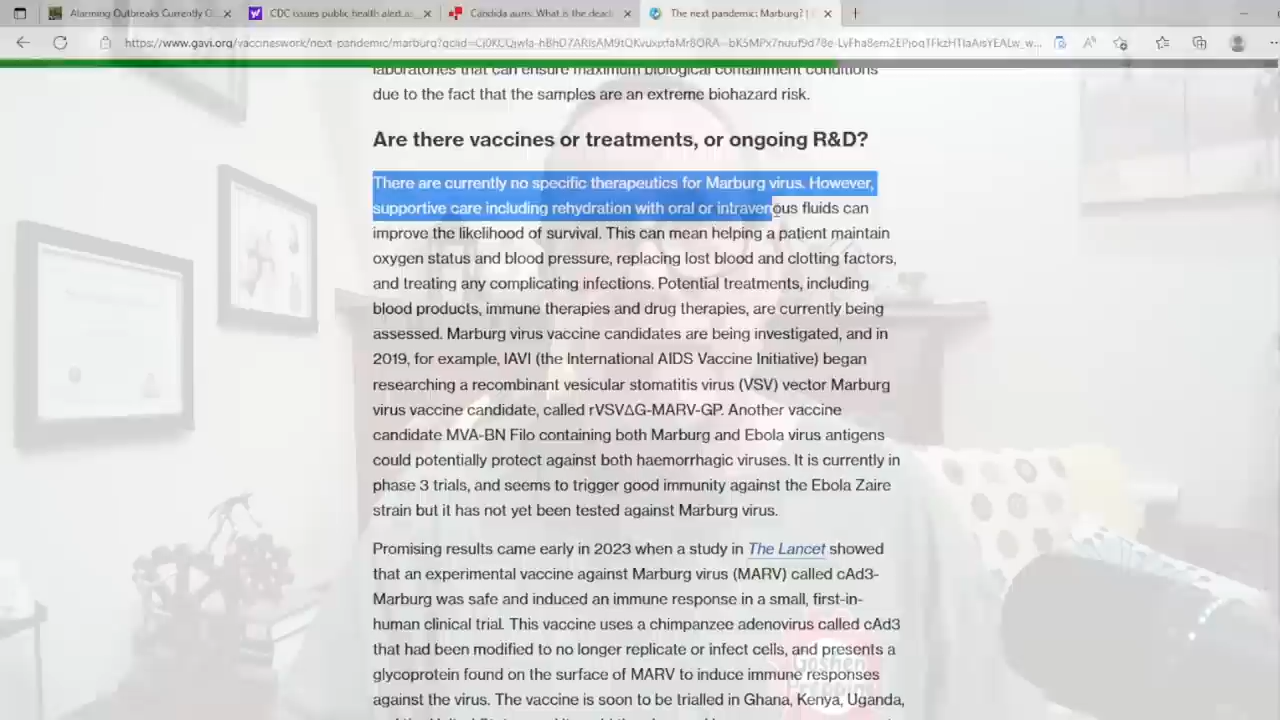 Alarming Outbreaks Currently O
CDC issues public health alert as
Candida auris: What is the dead
The next pandemic: Marburg? |
laboratories that can ensure maximum biological containment conditions
due to the fact that the samples are an extreme biohazard risk.
Are there vaccines or treatments, or ongoing R&D?
There are currently no specific therapeutics for Marburg virus. However,
supportive care including rehydration with oral or intravenous fluids can
improve the likelihood of survival. This can mean helping a patient maintain
oxygen status and blood pressure, replacing lost blood and clotting factors,
and treating any complicating infections. Potential treatments, including
blood products, immune therapies and drug therapies, are currently being
assessed. Marburg virus vaccine candidates are being investigated, and in
2019, for example, IAVI (the International AIDS Vaccine Initiative) began
researching a recombinant vesicular stomatitis virus (VSV) vector Marburg
virus vaccine candidate, called rVSV∆G-MARV-GP. Another vaccine
candidate MVA-BN Filo containing both Marburg and Ebola virus antigens
could potentially protect against both haemorrhagic viruses. It is currently in
phase 3 trials, and seems to trigger good immunity against the Ebola Zaire
strain but it has not yet been tested against Marburg virus.
Promising results came early in 2023 when a study in The Lancet showed
that an experimental vaccine against Marburg virus (MARV) called cAd3-
Marburg was safe and induced an immune response in a small, first-in-
human clinical trial. This vaccine uses a chimpanzee adenovirus called cAd3
that had been modified to no longer replicate or infect cells, and presents a
glycoprotein found on the surface of MARV to induce immune responses
against the virus. The vaccine is soon to be trialled in Ghana, Kenya, Uganda,
Goshen
Prepping